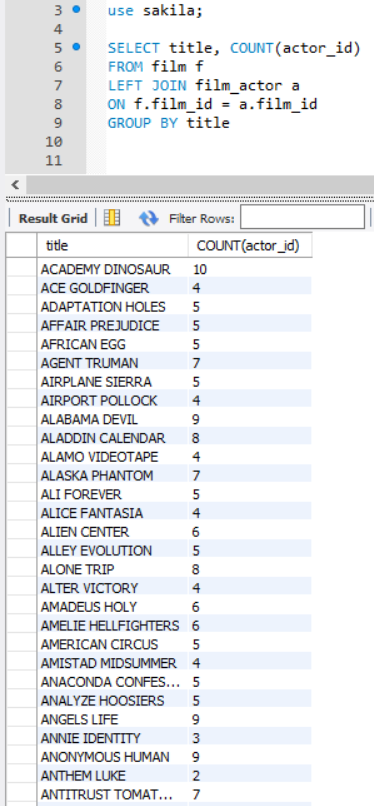 3 use sakila;
4
5 SELECT title, COUNT(actor_id)
6 FROM film f
7 LEFT JOIN film_actor a
8 ON f.film_id = a.film_id
9 GROUP BY title
10
11
Result Grid Filter Rows:
title COUNT(actor_id)
ACADEMY DINOSAUR 10
ACE GOLDFINGER 4
ADAPTATION HOLES 5
AFFAIR PREJUDICE 5
AFRICAN EGG 5
AGENT TRUMAN 7
AIRPLANE SIERRA 5
AIRPORT POLLOCK 4
ALABAMA DEVIL 9
ALADDIN CALENDAR 8
ALAMO VIDEOTAPE 4
ALASKA PHANTOM 7
ALI FOREVER 5
ALICE FANTASIA 4
ALIEN CENTER 6
ALLEY EVOLUTION 5
ALONE TRIP 8
ALTER VICTORY 4
AMADEUS HOLY 6
AMELIE HELLFIGHTERS 6
AMERICAN CIRCUS 5
AMISTAD MIDSUMMER 4
ANACONDA CONFES... 5
ANALYZE HOOSIERS 5
ANGELS LIFE 9
ANNIE IDENTITY 3
ANONYMOUS HUMAN 9
ANTHEM LUKE 2
ANTITRUST TOMAT... 7